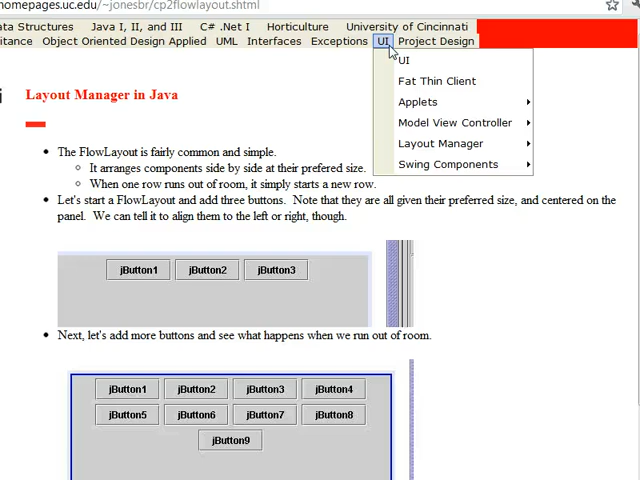 homepages.uc.edu/~jonesbr/cp2flowlayout.shtml
ata Structures Java I, II, and III C# .Net I Horticulture University of Cincinnati
itance Object Oriented Design Applied UML Interfaces Exceptions UI Project Design
UI
Fat Thin Client
Applets
Model View Controller
Layout Manager
Swing Components
i Layout Manager in Java
The FlowLayout is fairly common and simple.
It arranges components side by side at their prefered size.
When one row runs out of room, it simply starts a new row.
Let's start a FlowLayout and add three buttons. Note that they are all given their preferred size, and centered on the
panel. We can tell it to align them to the left or right, though.
jButton1 jButton2 jButton3
Next, let's add more buttons and see what happens when we run out of room.
jButton1 jButton2 jButton3 jButton4
jButton5 jButton6 jButton7 jButton8
jButton9